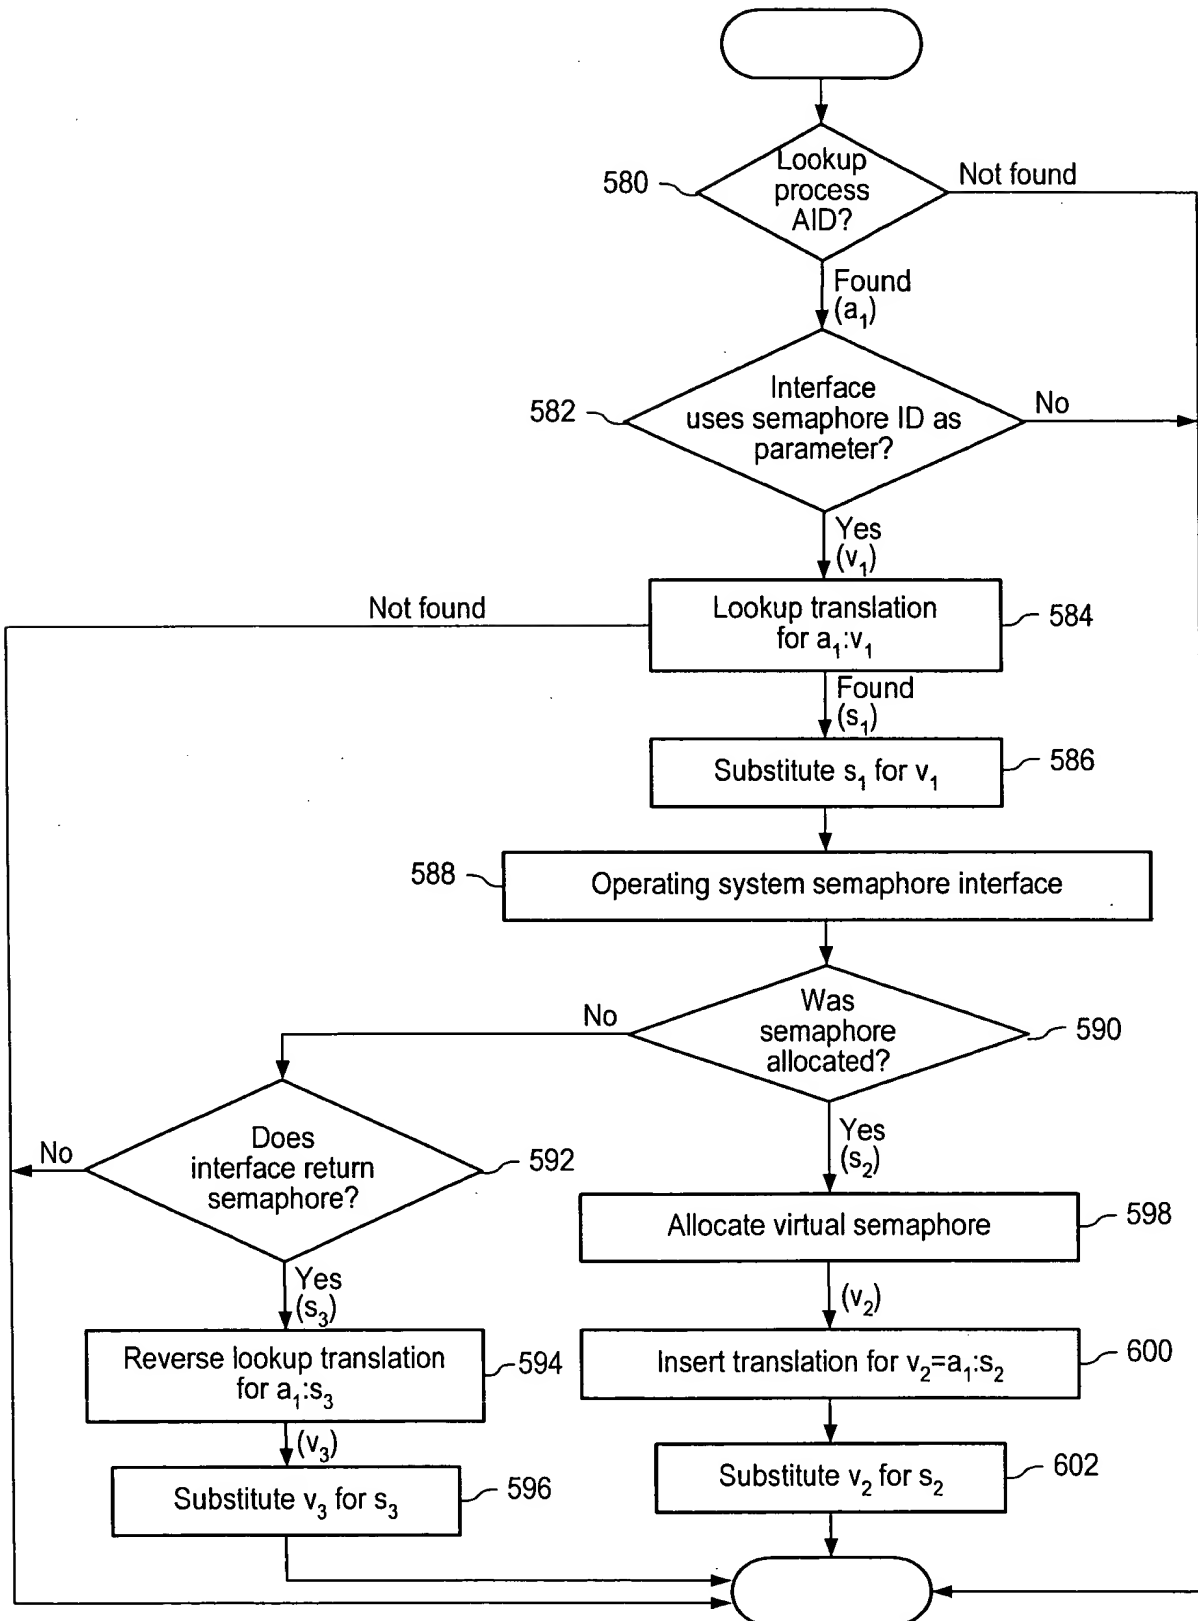 Lookup
process
AID?
580
Not found
Found
(a₁)
Interface
uses semaphore ID as
parameter?
582
No
Yes
(v₁)
Not found
Lookup translation
for a₁:v₁
584
Found
(s₁)
Substitute s₁ for v₁
586
588
Operating system semaphore interface
Was
semaphore
allocated?
590
No
Does
interface return
semaphore?
592
No
Yes
(s₂)
Allocate virtual semaphore
598
Yes
(s₃)
(v₂)
Reverse lookup translation
for a₁:s₃
594
Insert translation for v₂=a₁:s₂
600
(v₃)
Substitute v₃ for s₃
596
Substitute v₂ for s₂
602